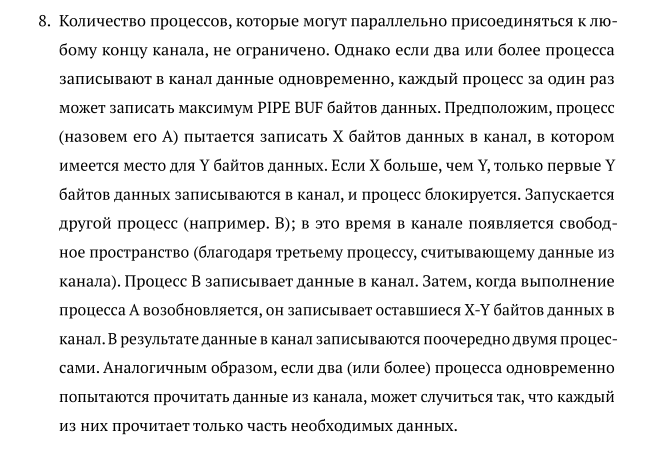 8. Количество процессов, которые могут параллельно присоединяться к лю-
бому концу канала, не ограничено. Однако если два или более процесса
записывают в канал данные одновременно, каждый процесс за один раз
может записать максимум PIPE BUF байтов данных. Предположим, процесс
(назовем его A) пытается записать X байтов данных в канал, в котором
имеется место для Y байтов данных. Если X больше, чем Y, только первые Y
байтов данных записываются в канал, и процесс блокируется. Запускается
другой процесс (например. B); в это время в канале появляется свобод-
ное пространство (благодаря третьему процессу, считывающему данные из
канала). Процесс B записывает данные в канал. Затем, когда выполнение
процесса A возобновляется, он записывает оставшиеся X-Y байтов данных в
канал. В результате данные в канал записываются поочередно двумя процес-
сами. Аналогичным образом, если два (или более) процесса одновременно
попытаются прочитать данные из канала, может случиться так, что каждый
из них прочитает только часть необходимых данных.